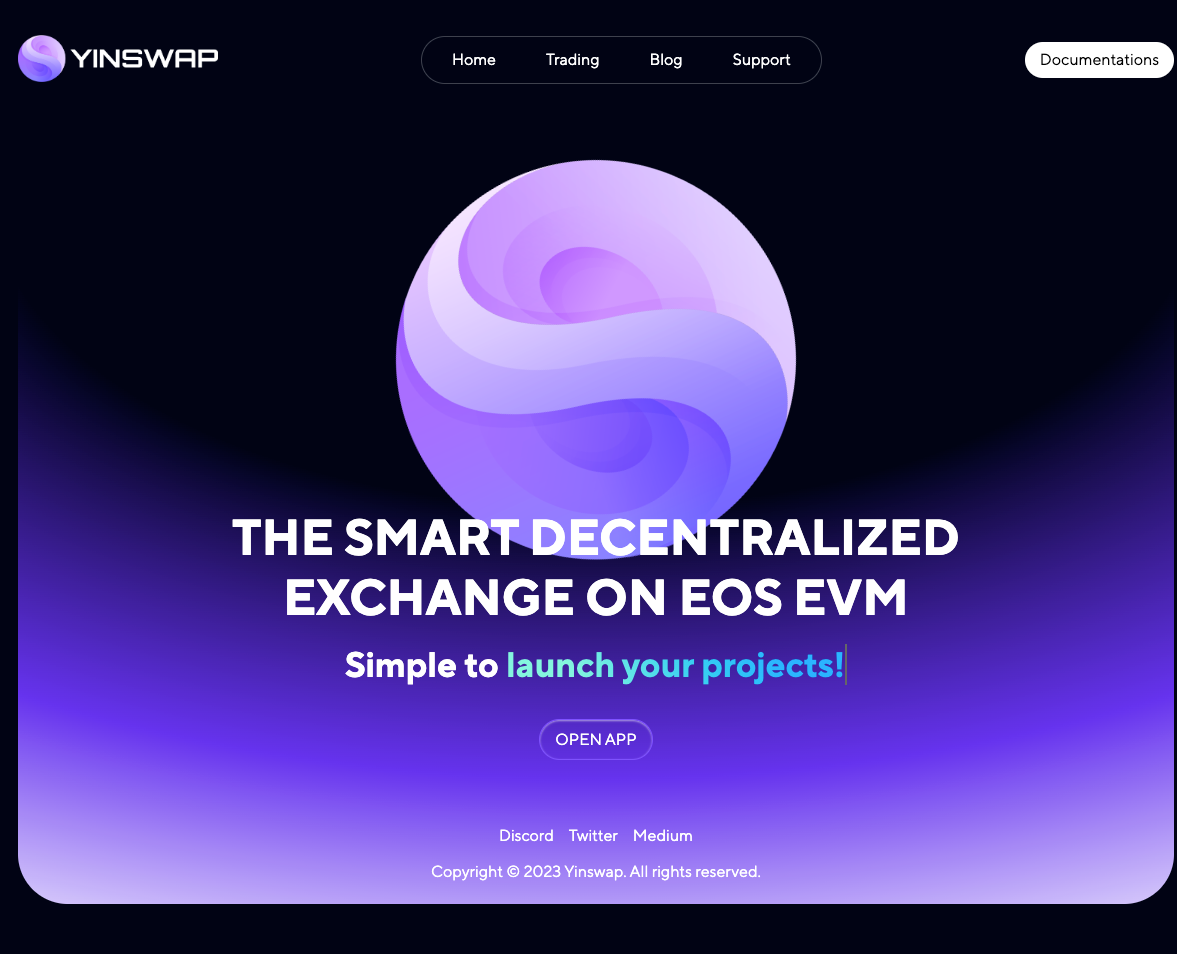 YINSWAP
Home Trading Blog Support
Documentations
THE SMART DECENTRALIZED
EXCHANGE ON EOS EVM
Simple to launch your projects!
OPEN APP
Discord Twitter Medium
Copyright © 2023 Yinswap. All rights reserved.